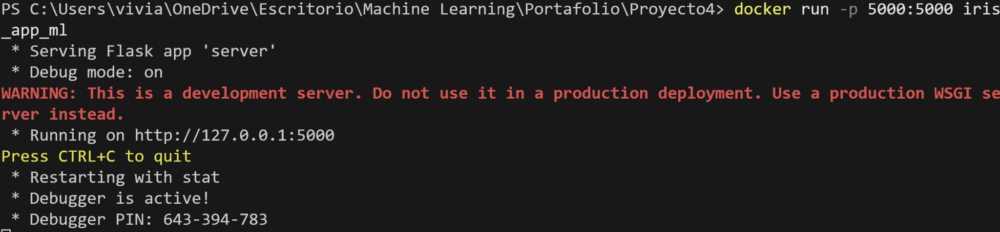 PS C:\Users\vivia\OneDrive\Escritorio\Machine Learning\Portafolio\Proyecto4> docker run -p 5000:5000 iris
_app_ml
 * Serving Flask app 'server'
 * Debug mode: on
WARNING: This is a development server. Do not use it in a production deployment. Use a production WSGI se
rver instead.
 * Running on http://127.0.0.1:5000
Press CTRL+C to quit
 * Restarting with stat
 * Debugger is active!
 * Debugger PIN: 643-394-783